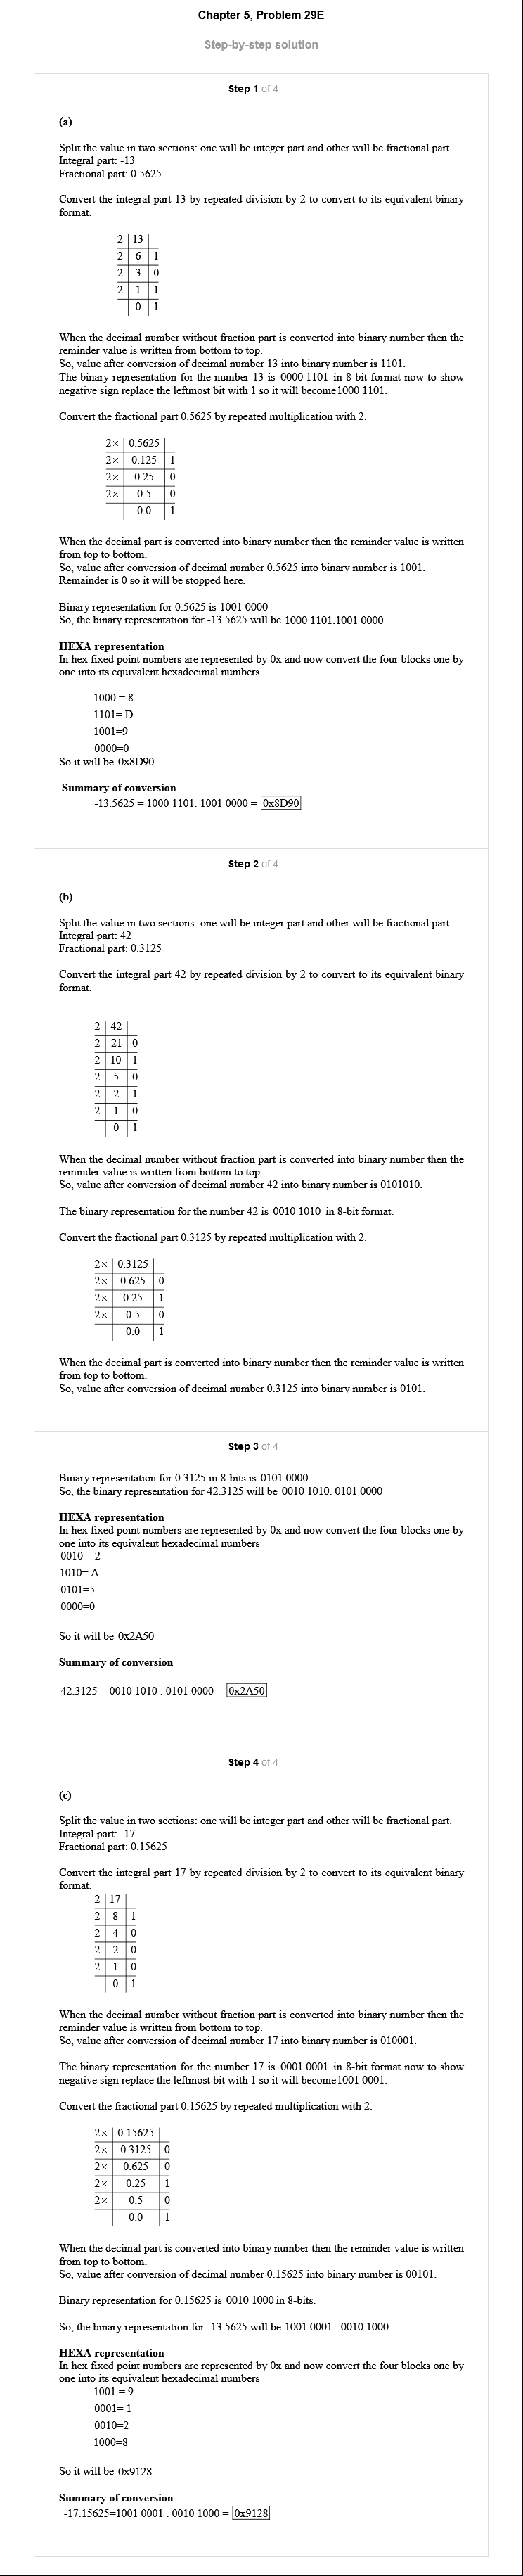 Chapter 5, Problem 29E
Step-by-step solution
Step 1 of 4
(a)
Split the value in two sections: one will be integer part and other will be fractional part.
Integral part: -13
Fractional part: 0.5625
Convert the integral part 13 by repeated division by 2 to convert to its equivalent binary
format.
2 13
2 6 1
2 3 0
2 1 1
0 1
When the decimal number without fraction part is converted into binary number then the
reminder value is written from bottom to top.
So, value after conversion of decimal number 13 into binary number is 1101.
The binary representation for the number 13 is 0000 1101 in 8-bit format now to show
negative sign replace the leftmost bit with 1 so it will become1000 1101.
Convert the fractional part 0.5625 by repeated multiplication with 2.
2× 0.5625
2× 0.125 1
2× 0.25 0
2× 0.5 0
0.0 1
When the decimal part is converted into binary number then the reminder value is written
from top to bottom.
So, value after conversion of decimal number 0.5625 into binary number is 1001.
Remainder is 0 so it will be stopped here.
Binary representation for 0.5625 is 1001 0000
So, the binary representation for -13.5625 will be 1000 1101.1001 0000
HEXA representation
In hex fixed point numbers are represented by 0x and now convert the four blocks one by
one into its equivalent hexadecimal numbers
1000 = 8
1101= D
1001=9
0000=0
So it will be 0x8D90
Summary of conversion
-13.5625 = 1000 1101. 1001 0000 = 0x8D90
Step 2 of 4
(b)
Split the value in two sections: one will be integer part and other will be fractional part.
Integral part: 42
Fractional part: 0.3125
Convert the integral part 42 by repeated division by 2 to convert to its equivalent binary
format.
2 42
2 21 0
2 10 1
2 5 0
2 2 1
2 1 0
0 1
When the decimal number without fraction part is converted into binary number then the
reminder value is written from bottom to top.
So, value after conversion of decimal number 42 into binary number is 0101010.
The binary representation for the number 42 is 0010 1010 in 8-bit format.
Convert the fractional part 0.3125 by repeated multiplication with 2.
2× 0.3125
2× 0.625 0
2× 0.25 1
2× 0.5 0
0.0 1
When the decimal part is converted into binary number then the reminder value is written
from top to bottom.
So, value after conversion of decimal number 0.3125 into binary number is 0101.
Step 3 of 4
Binary representation for 0.3125 in 8-bits is 0101 0000
So, the binary representation for 42.3125 will be 0010 1010. 0101 0000
HEXA representation
In hex fixed point numbers are represented by 0x and now convert the four blocks one by
one into its equivalent hexadecimal numbers
0010 = 2
1010= A
0101=5
0000=0
So it will be 0x2A50
Summary of conversion
42.3125 = 0010 1010 . 0101 0000 = 0x2A50
Step 4 of 4
(c)
Split the value in two sections: one will be integer part and other will be fractional part.
Integral part: -17
Fractional part: 0.15625
Convert the integral part 17 by repeated division by 2 to convert to its equivalent binary
format.
2 17
2 8 1
2 4 0
2 2 0
2 1 0
0 1
When the decimal number without fraction part is converted into binary number then the
reminder value is written from bottom to top.
So, value after conversion of decimal number 17 into binary number is 010001.
The binary representation for the number 17 is 0001 0001 in 8-bit format now to show
negative sign replace the leftmost bit with 1 so it will become1001 0001.
Convert the fractional part 0.15625 by repeated multiplication with 2.
2× 0.15625
2× 0.3125 0
2× 0.625 0
2× 0.25 1
2× 0.5 0
0.0 1
When the decimal part is converted into binary number then the reminder value is written
from top to bottom.
So, value after conversion of decimal number 0.15625 into binary number is 00101.
Binary representation for 0.15625 is 0010 1000 in 8-bits.
So, the binary representation for -13.5625 will be 1001 0001 . 0010 1000
HEXA representation
In hex fixed point numbers are represented by 0x and now convert the four blocks one by
one into its equivalent hexadecimal numbers
1001 = 9
0001= 1
0010=2
1000=8
So it will be 0x9128
Summary of conversion
-17.15625=1001 0001 . 0010 1000 = 0x9128